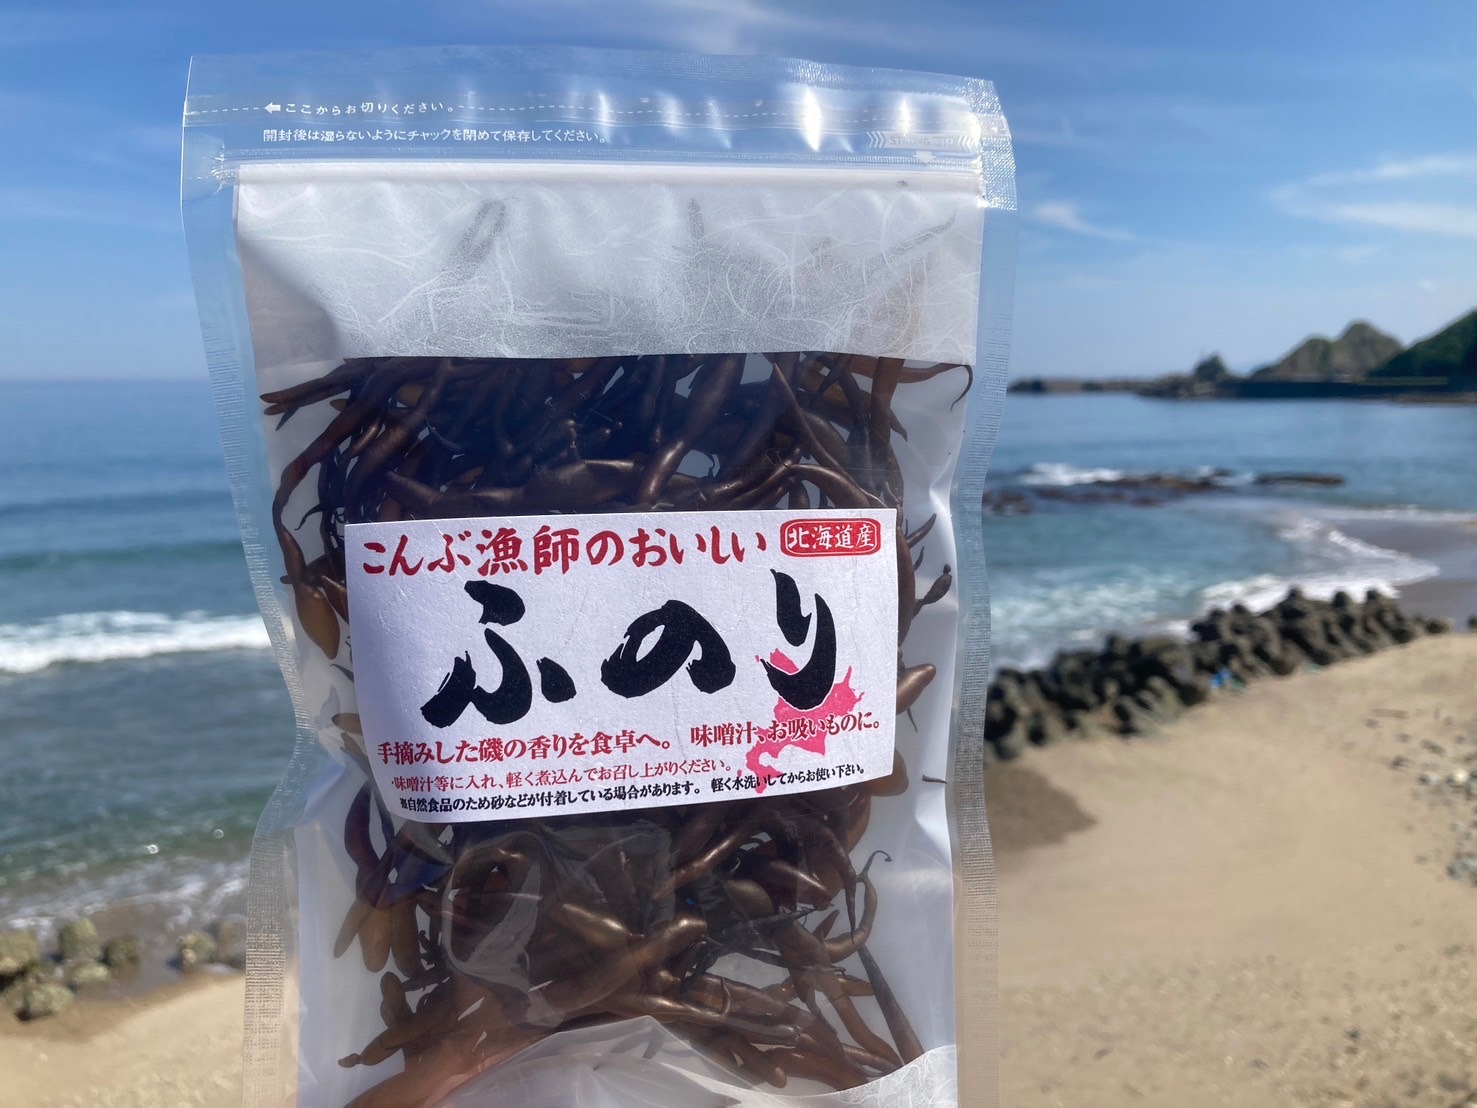 ここからお切りください。
開封後は湿らないようにチャックを閉めて保存してください。
こんぶ漁師のおいしい 北海道産
ふのり
手摘みした磯の香りを食卓へ。 味噌汁、お吸いものに。
・味噌汁等に入れ、軽く煮込んでお召し上がりください。
※自然食品のため砂などが付着している場合があります。 軽く水洗いしてからお使い下さい。